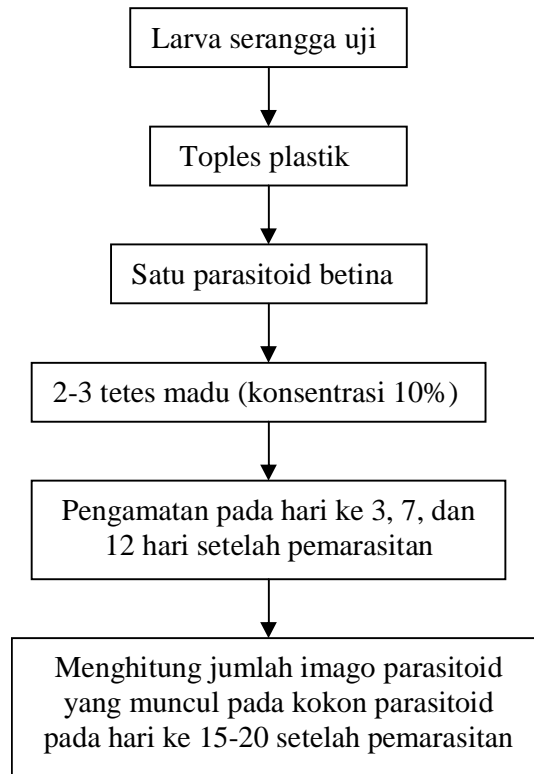 Larva serangga uji
Toples plastik
Satu parasitoid betina
2-3 tetes madu (konsentrasi 10%)
Pengamatan pada hari ke 3, 7, dan
12 hari setelah pemarasitan
Menghitung jumlah imago parasitoid
yang muncul pada kokon parasitoid
pada hari ke 15-20 setelah pemarasitan